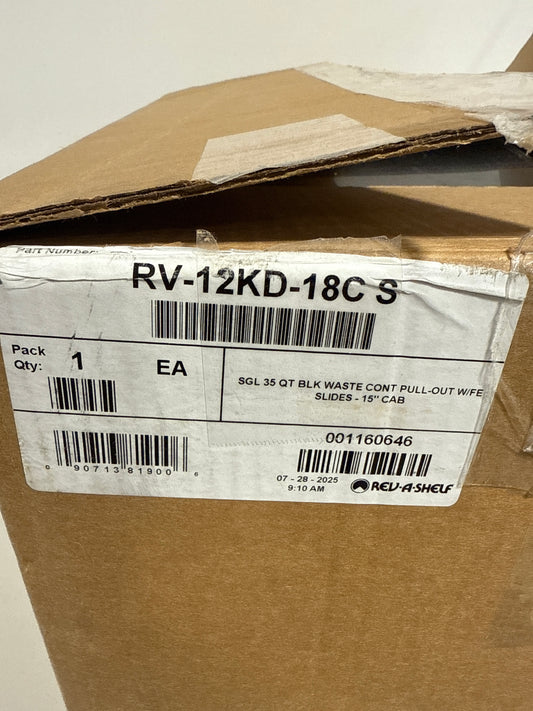 Part Number:
RV-12KD-18C S
Pack
Qty:
1
EA
SGL 35 QT BLK WASTE CONT PULL-OUT W/FE
SLIDES - 15" CAB
0 90713 81900 6
001160646
07 - 28 - 2025
9:10 AM
REV-A-SHELF